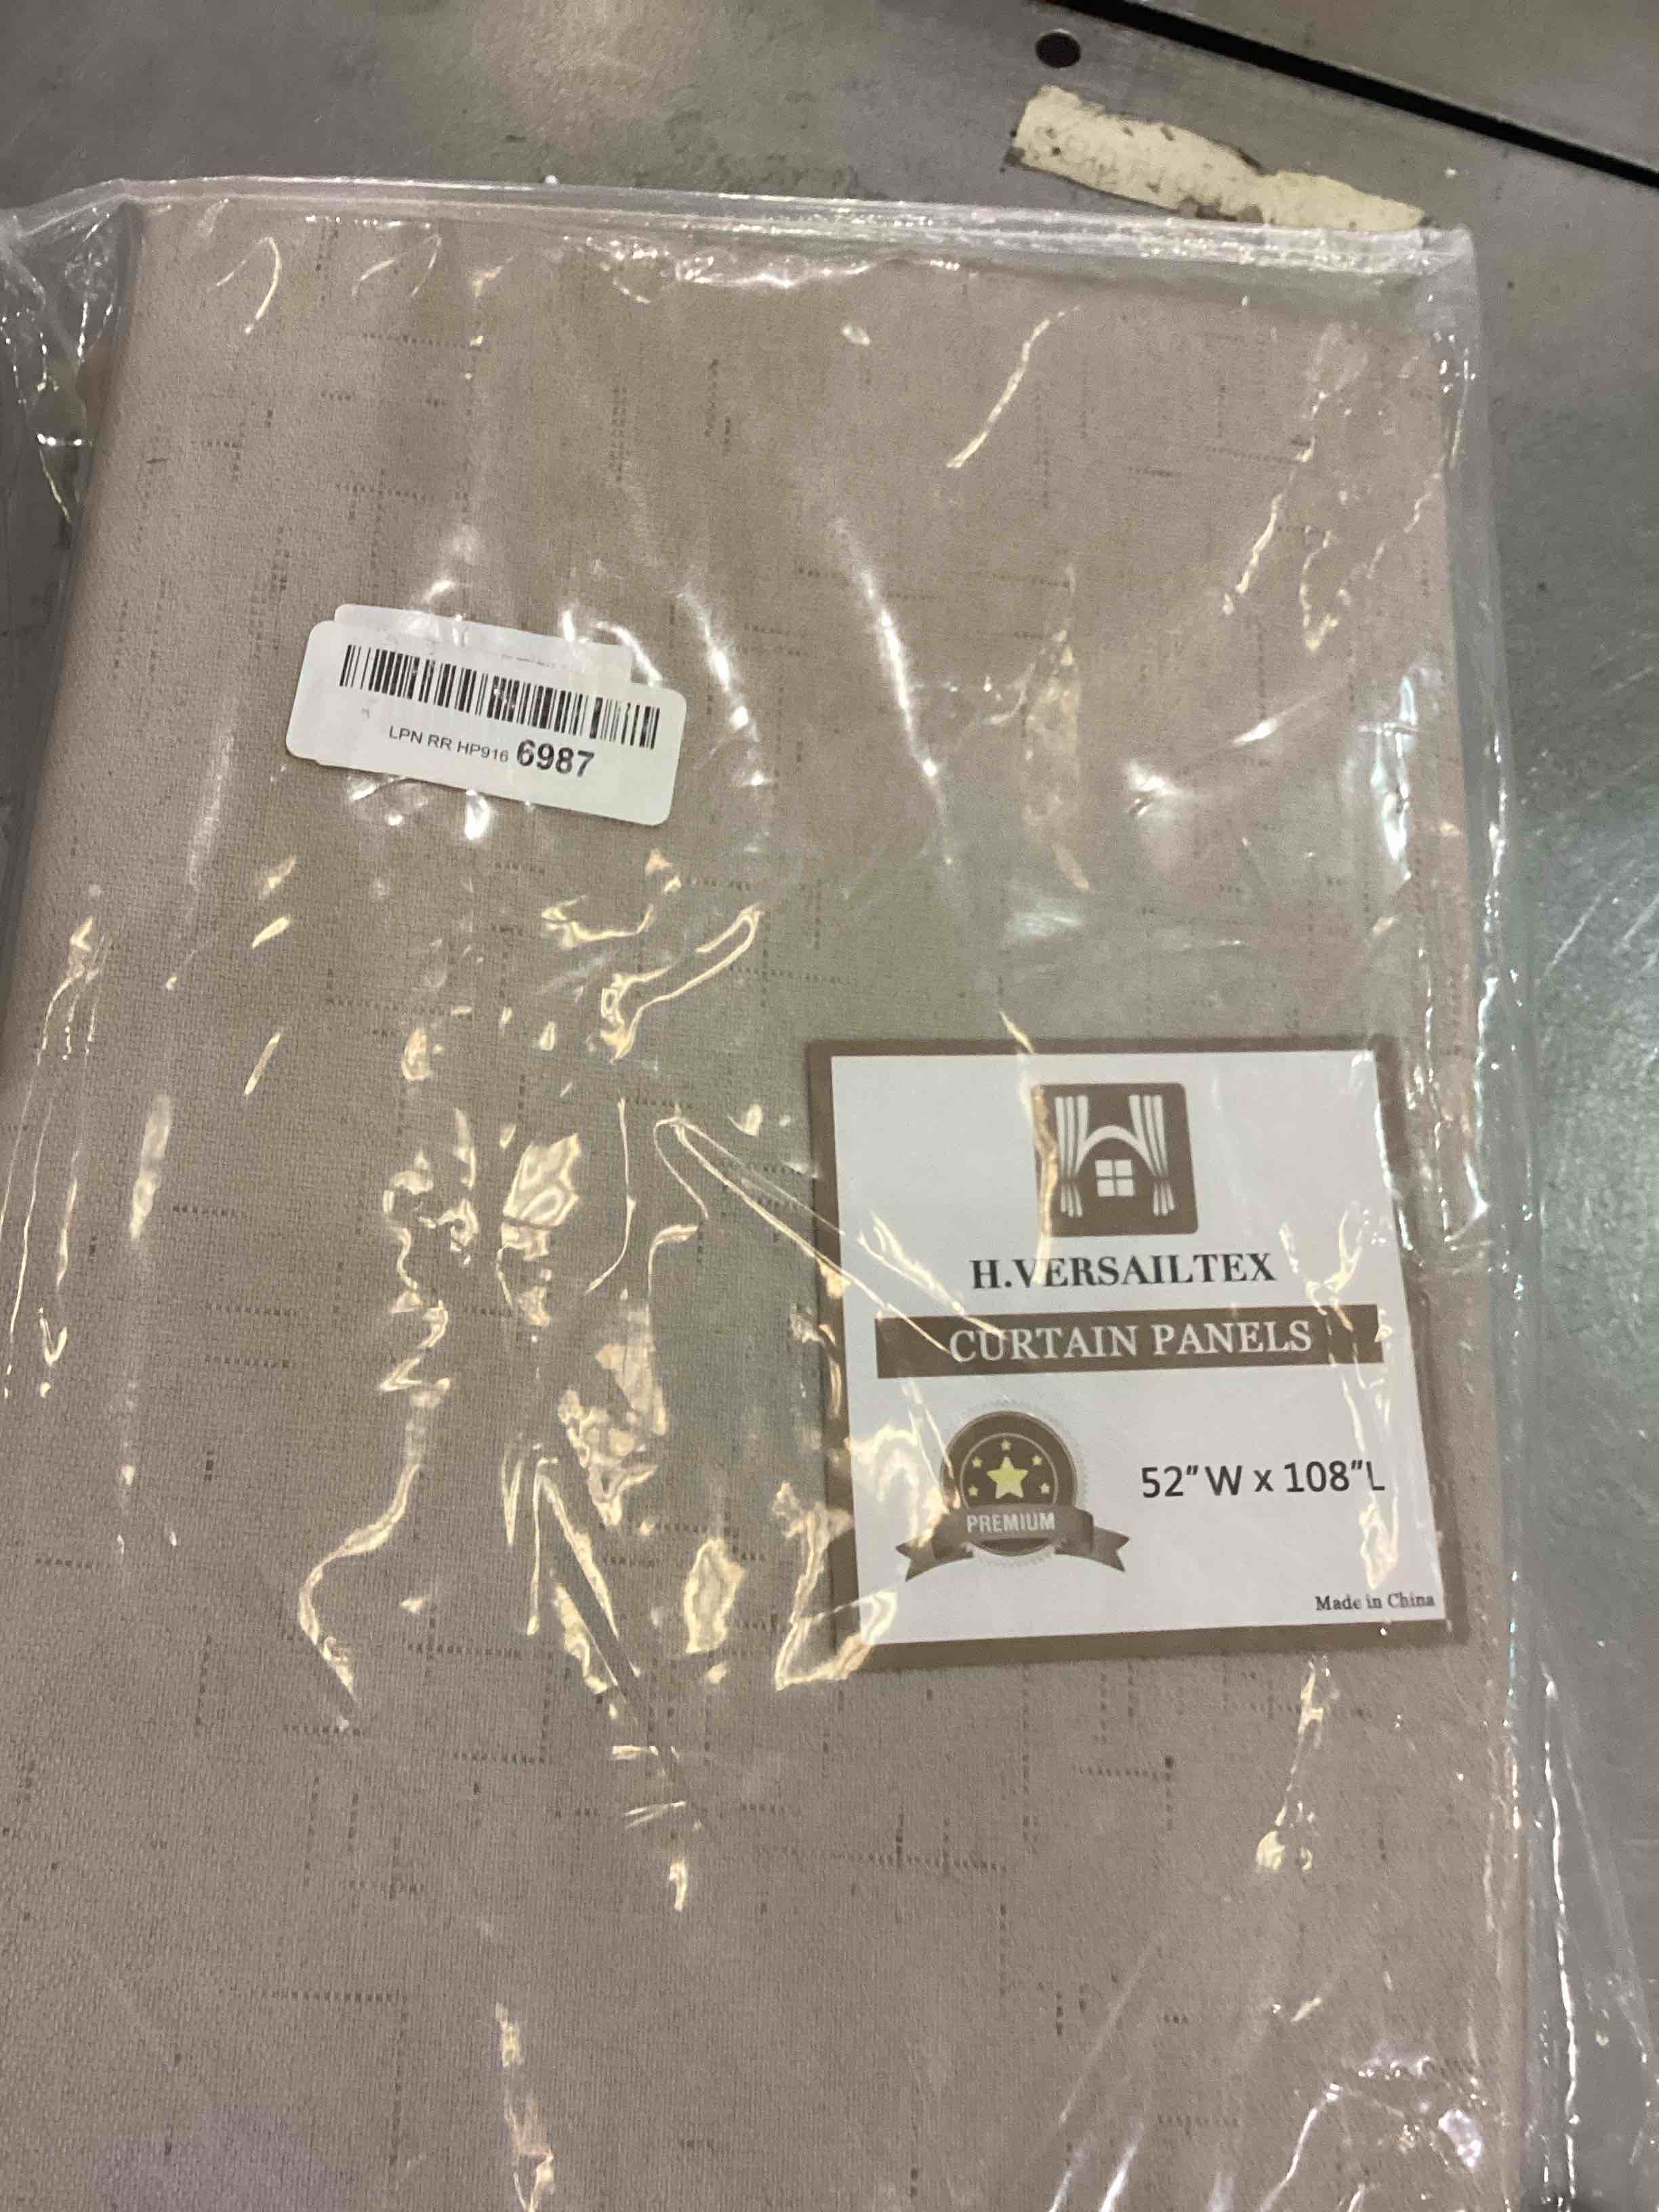 LPN RR HP916 6987
H.VERSAILTEX
CURTAIN PANELS
PREMIUM
52"W x 108"L
Made in China